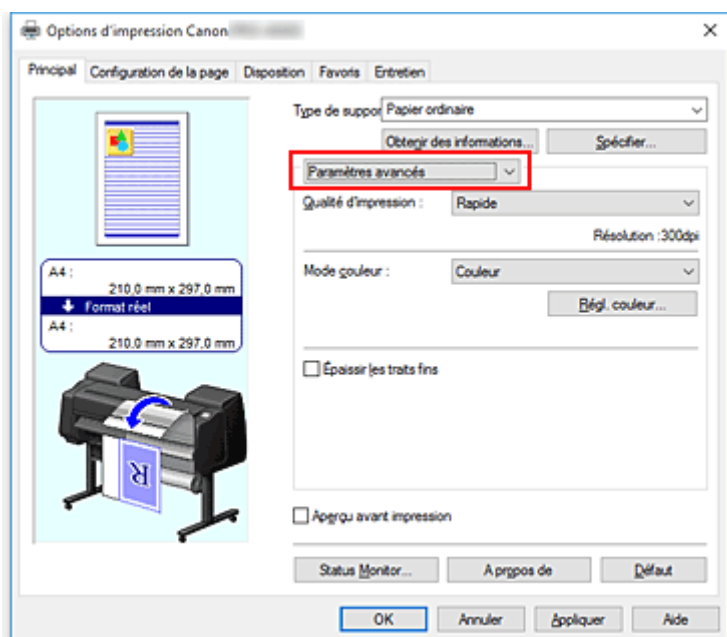 Options d'impression Canon
Principal Configuration de la page Disposition Favoris Entretien
Type de suppor Papier ordinaire
Obtenir des informations... Spécifier...
Paramètres avancés
Qualité d'impression : Rapide
Résolution :300dpi
Mode couleur : Couleur
Régl. couleur...
A4 :
210,0 mm x 297,0 mm
Format réel
A4 :
210.0 mm x 297.0 mm
Épaissir les traits fins
R
Aperçu avant impression
Status Monitor... A propos de Défaut
OK Annuler Appliquer Aide